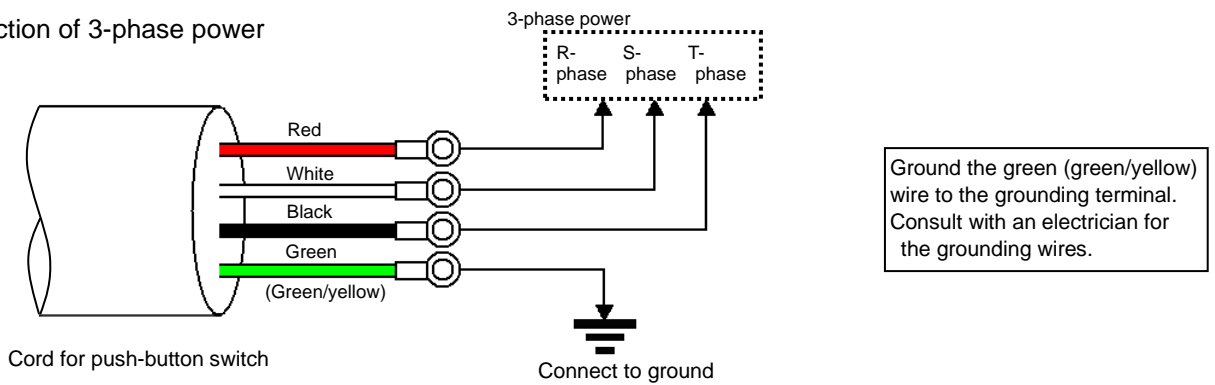 ction of 3-phase power
3-phase power
R- S- T-
phase phase phase
Red
White
Black
Green
(Green/yellow)
Cord for push-button switch
Connect to ground
Ground the green (green/yellow)
wire to the grounding terminal.
Consult with an electrician for
the grounding wires.